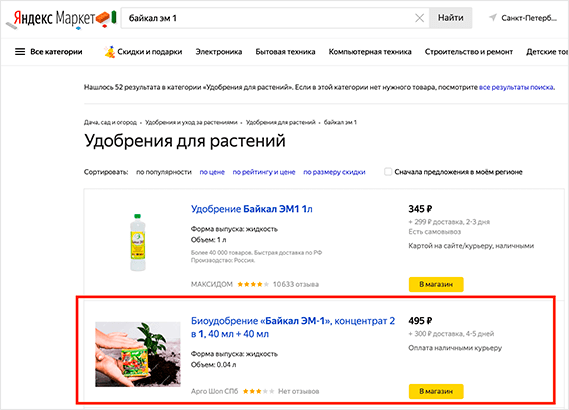 Яндекс Маркет
байкал эм 1
Найти
Санкт-Петерб...
Все категории
Скидки и подарки
Электроника
Бытовая техника
Компьютерная техника
Строительство и ремонт
Детские то
Нашлось 52 результата в категории «Удобрения для растений». Если в этой категории нет нужного товара, посмотрите все результаты поиска.
Дача, сад и огород • Удобрения и уход за растениями • Удобрения для растений • байкал эм 1
Удобрения для растений
Сортировать: по популярности по цене по рейтингу и цене по размеру скидки
Сначала предложения в моём регионе
Удобрение Байкал ЭМ1 1л
Форма выпуска: жидкость
Объем: 1 л
Более 40 000 товаров. Быстрая доставка по РФ
Производство: Россия.
МАКСИДОМ
10 633 отзыва
345 ₽
+ 299 ₽ доставка, 2-3 дня
Есть самовывоз
Картой на сайте/курьеру, наличными
В магазин
Биоудобрение «Байкал ЭМ-1», концентрат 2
в 1, 40 мл + 40 мл
Форма выпуска: жидкость
Объем: 0.04 л
Арго Шоп СПб
Нет отзывов
495 ₽
+ 300 ₽ доставка, 4-5 дней
Оплата наличными курьеру
В магазин